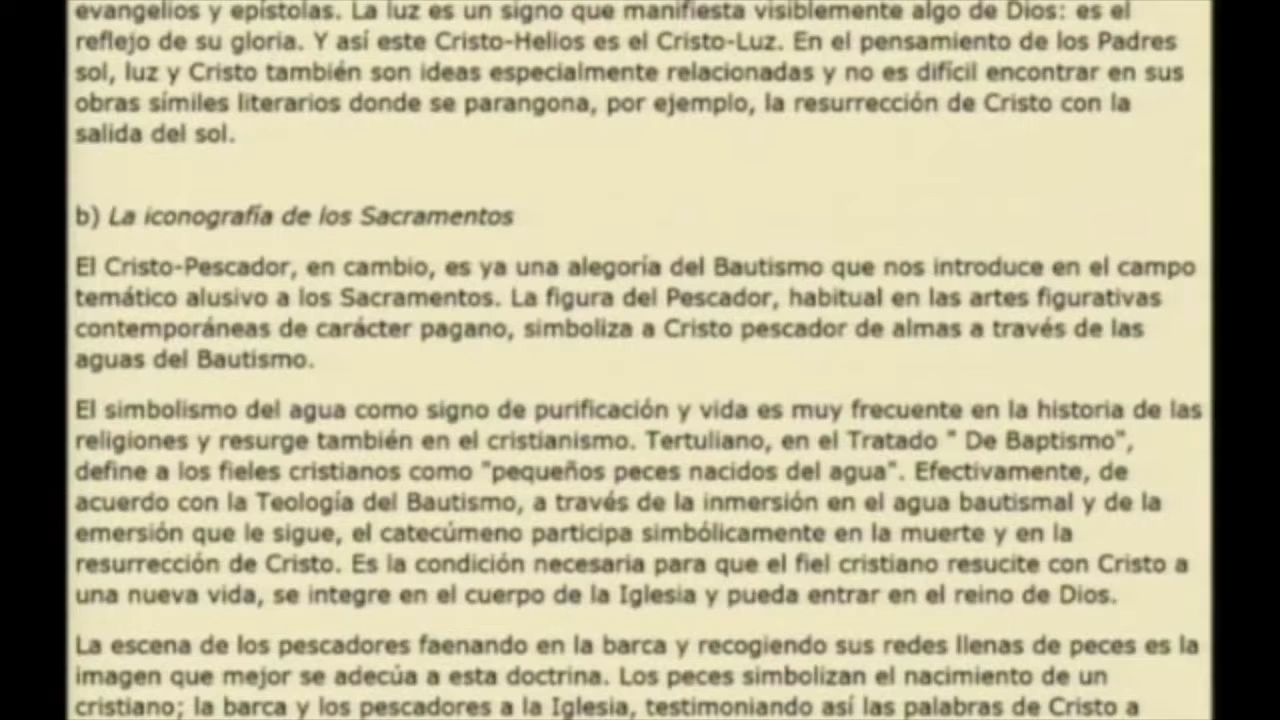 evangelios y epístolas. La luz es un signo que manifiesta visiblemente algo de Dios: es el
reflejo de su gloria. Y así este Cristo-Helios es el Cristo-Luz. En el pensamiento de los Padres
sol, luz y Cristo también son ideas especialmente relacionadas y no es difícil encontrar en sus
obras símiles literarios donde se parangona, por ejemplo, la resurrección de Cristo con la
salida del sol.
b) La iconografía de los Sacramentos
El Cristo-Pescador, en cambio, es ya una alegoría del Bautismo que nos introduce en el campo
temático alusivo a los Sacramentos. La figura del Pescador, habitual en las artes figurativas
contemporáneas de carácter pagano, simboliza a Cristo pescador de almas a través de las
aguas del Bautismo.
El simbolismo del agua como signo de purificación y vida es muy frecuente en la historia de las
religiones y resurge también en el cristianismo. Tertuliano, en el Tratado " De Baptismo",
define a los fieles cristianos como "pequeños peces nacidos del agua". Efectivamente, de
acuerdo con la Teología del Bautismo, a través de la inmersión en el agua bautismal y de la
emersión que le sigue, el catecúmeno participa simbólicamente en la muerte y en la
resurrección de Cristo. Es la condición necesaria para que el fiel cristiano resucite con Cristo a
una nueva vida, se integre en el cuerpo de la Iglesia y pueda entrar en el reino de Dios.
La escena de los pescadores faenando en la barca y recogiendo sus redes llenas de peces es la
imagen que mejor se adecúa a esta doctrina. Los peces simbolizan el nacimiento de un
cristiano; la barca y los pescadores a la Iglesia, testimoniando así las palabras de Cristo a